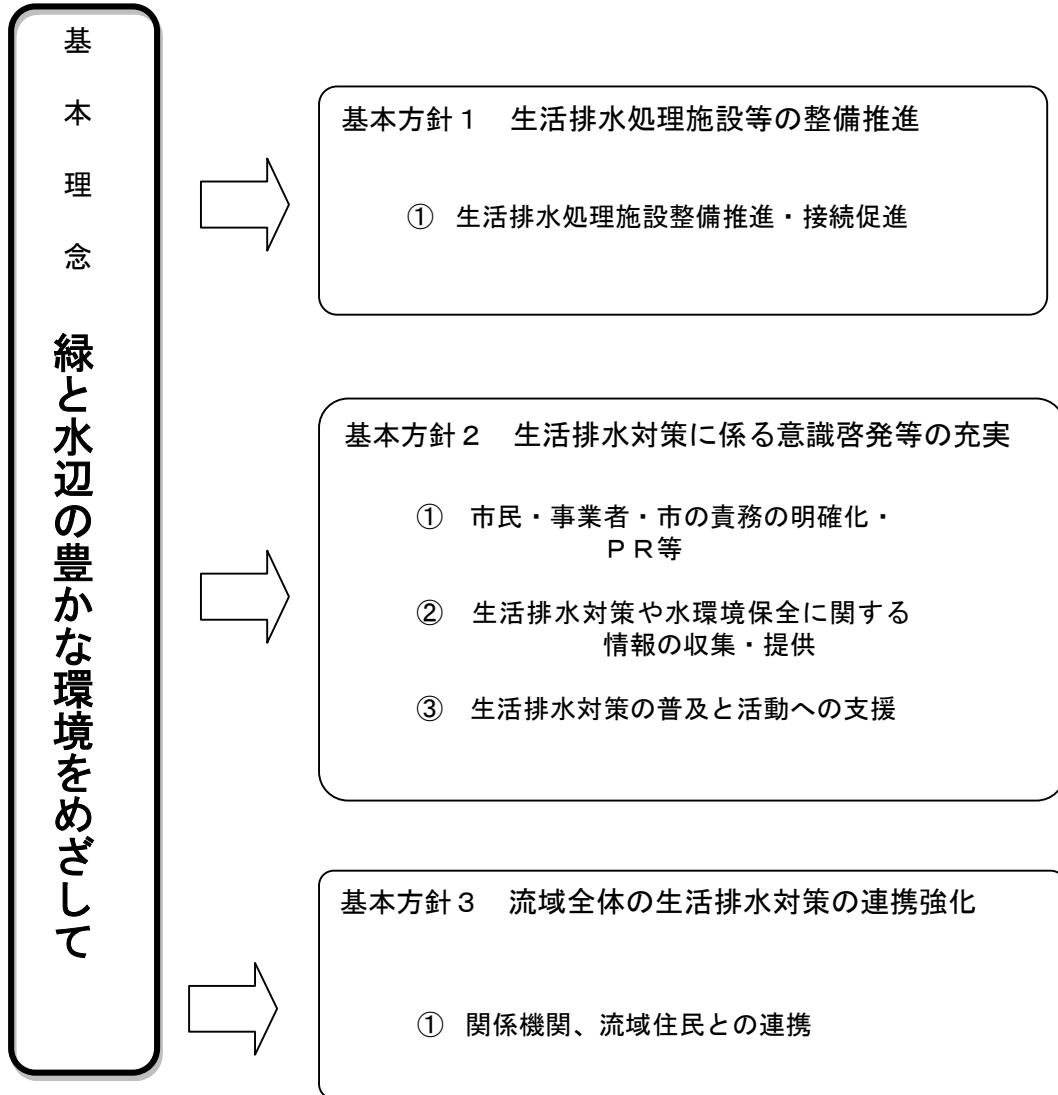 基本理念 緑と水辺の豊かな環境をめざして
基本方針1 生活排水処理施設等の整備推進
① 生活排水処理施設整備推進・接続促進
基本方針2 生活排水対策に係る意識啓発等の充実
① 市民・事業者・市の責務の明確化・
PR等
② 生活排水対策や水環境保全に関する
情報の収集・提供
③ 生活排水対策の普及と活動への支援
基本方針3 流域全体の生活排水対策の連携強化
① 関係機関、流域住民との連携